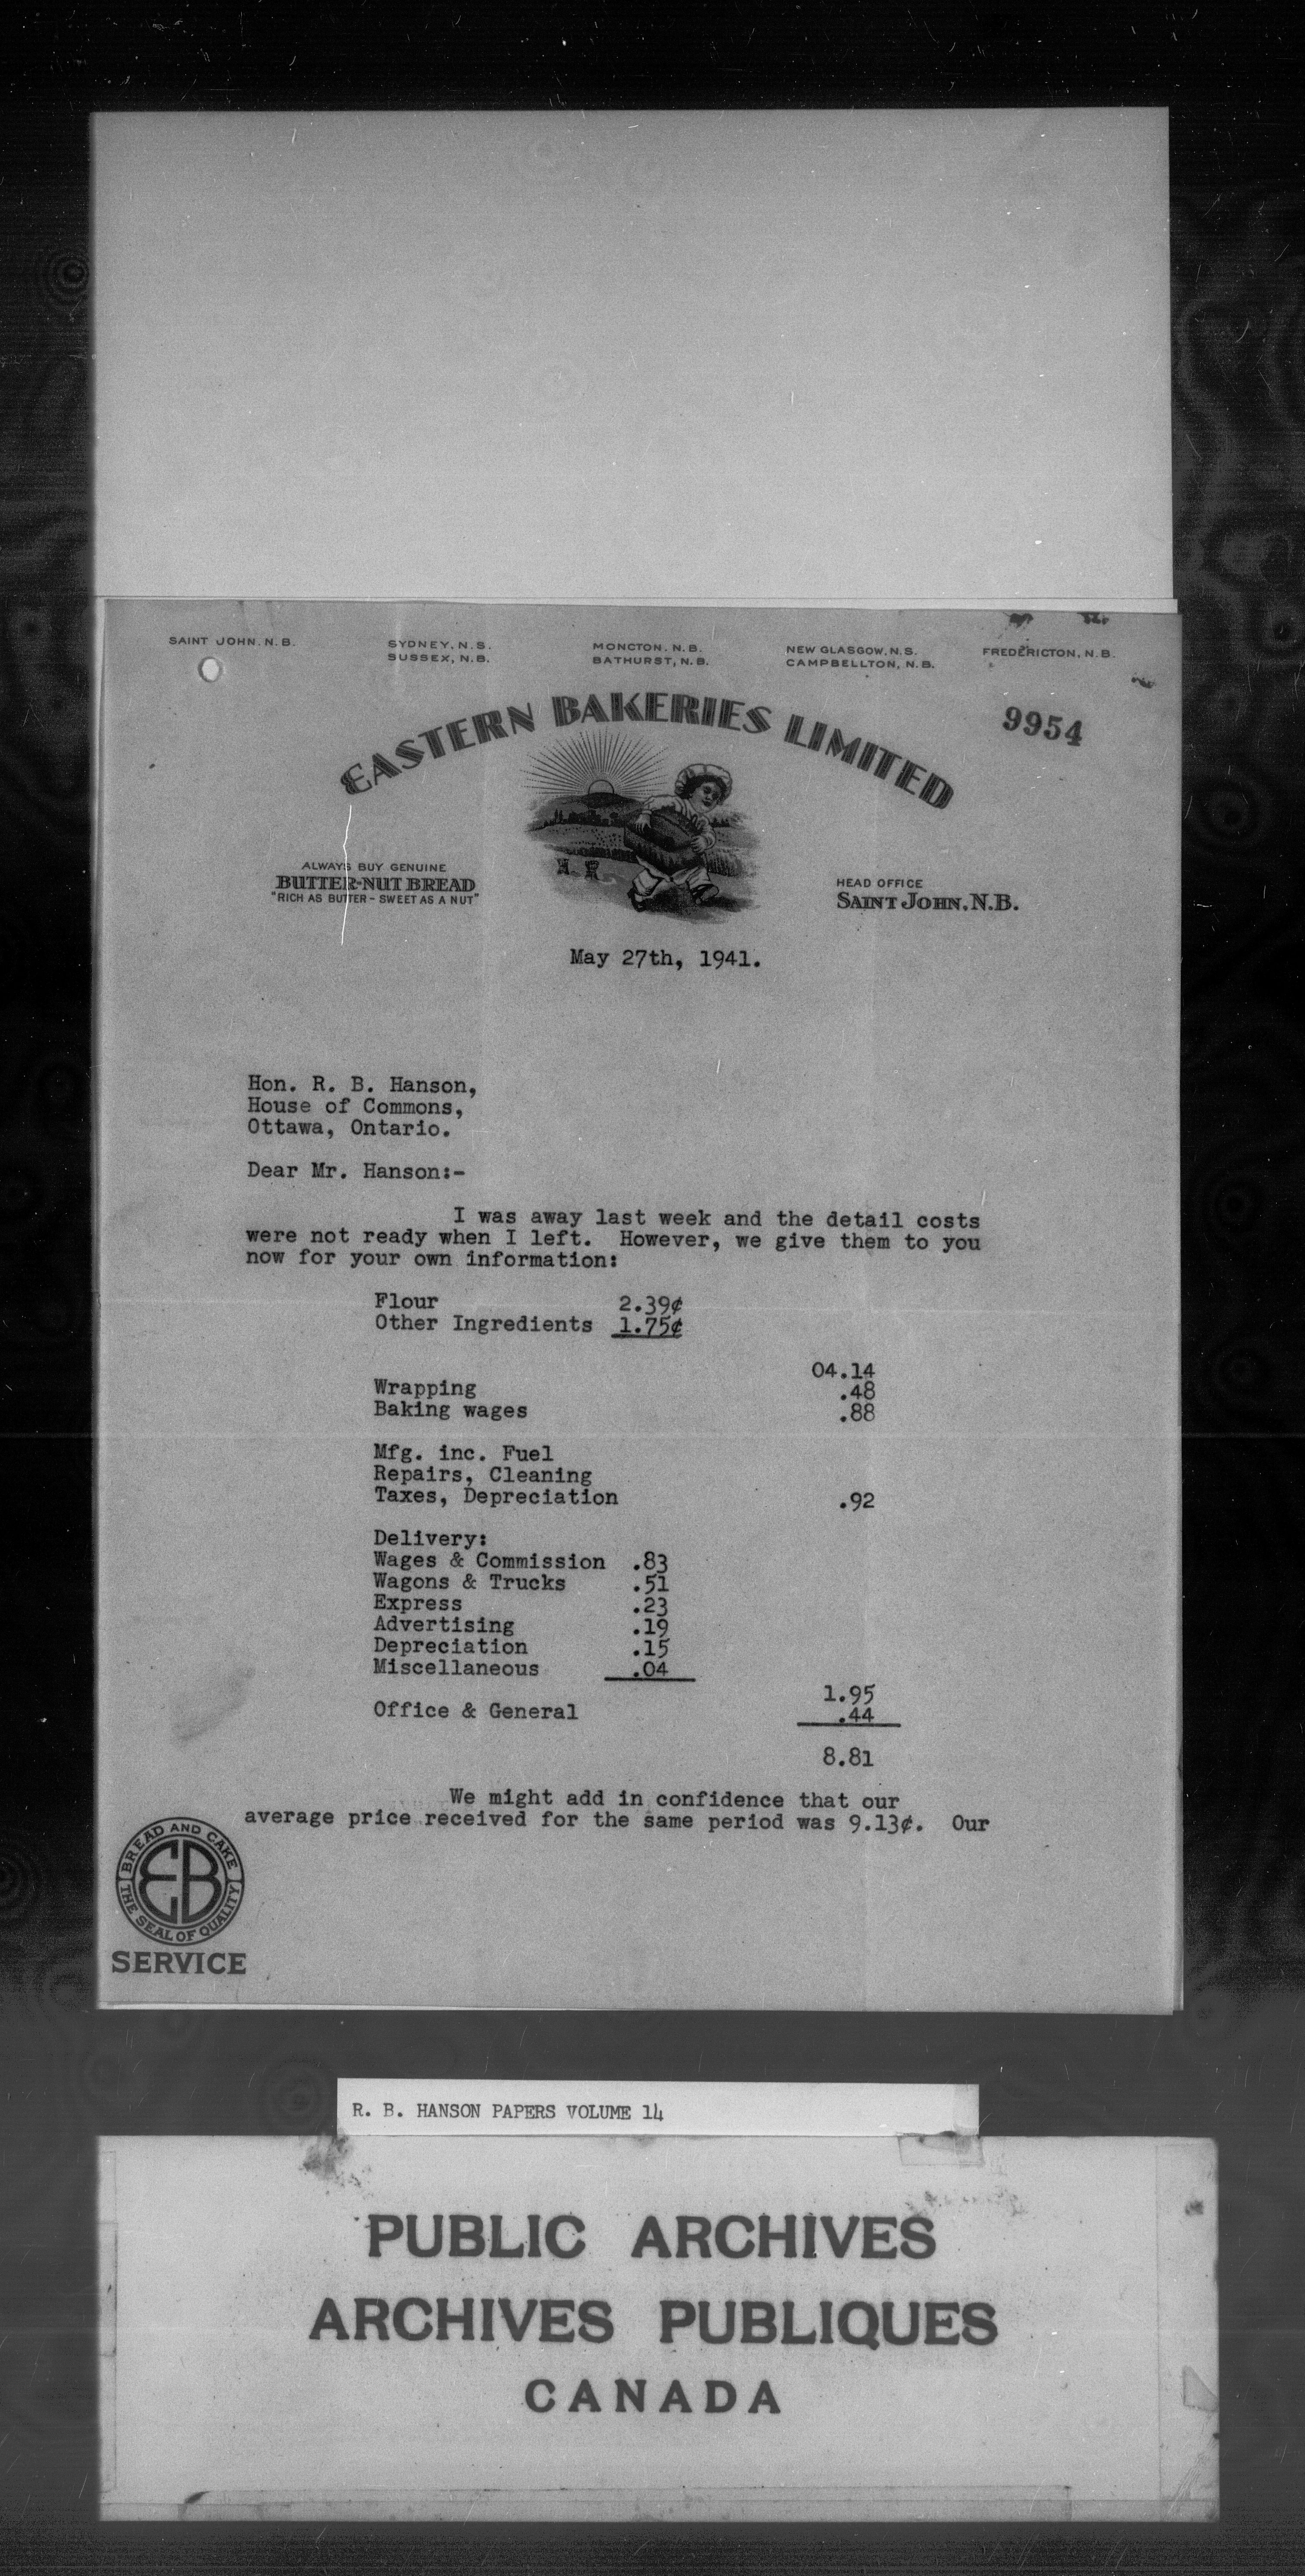 SAINT JOHN, N.B.
SYDNEY, N.S.
SUSSEX, N.B.
MONCTON, N.B.
BATHURST, N.B.
NEW GLASGOW, N.S.
CAMPBELLTON, N.B.
FREDERICTON, N.B.
EASTERN BAKERIES LIMITED
9954
ALWAYS BUY GENUINE
BUTTER-NUT BREAD
"RICH AS BUTTER - SWEET AS A NUT"
HEAD OFFICE
SAINT JOHN, N.B.
May 27th, 1941.
Hon. R. B. Hanson,
House of Commons,
Ottawa, Ontario.
Dear Mr. Hanson:-
I was away last week and the detail costs
were not ready when I left. However, we give them to you
now for your own information:
Flour 2.39¢
Other Ingredients 1.75¢
04.14
Wrapping .48
Baking wages .88
Mfg. inc. Fuel
Repairs, Cleaning
Taxes, Depreciation .92
Delivery:
Wages & Commission .83
Wagons & Trucks .51
Express .23
Advertising .19
Depreciation .15
Miscellaneous .04
1.95
Office & General .44
8.81
We might add in confidence that our
average price received for the same period was 9.13¢. Our
BREAD AND CAKE
EB
THE SEAL OF QUALITY
SERVICE
R. B. HANSON PAPERS VOLUME 14
PUBLIC ARCHIVES
ARCHIVES PUBLIQUES
CANADA